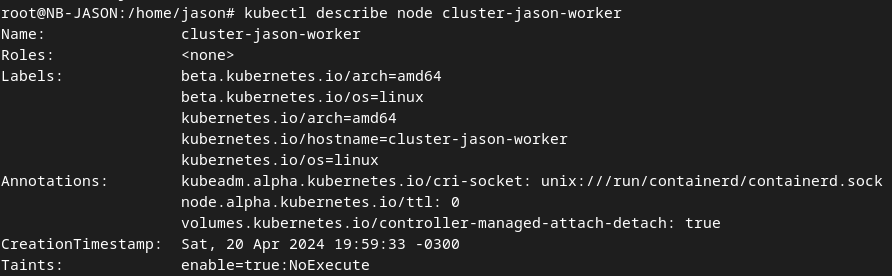 root@NB-JASON:/home/jason# kubectl describe node cluster-jason-worker
Name:               cluster-jason-worker
Roles:              <none>
Labels:             beta.kubernetes.io/arch=amd64
                    beta.kubernetes.io/os=linux
                    kubernetes.io/arch=amd64
                    kubernetes.io/hostname=cluster-jason-worker
                    kubernetes.io/os=linux
Annotations:        kubeadm.alpha.kubernetes.io/cri-socket: unix:///run/containerd/containerd.sock
                    node.alpha.kubernetes.io/ttl: 0
                    volumes.kubernetes.io/controller-managed-attach-detach: true
CreationTimestamp:  Sat, 20 Apr 2024 19:59:33 -0300
Taints:             enable=true:NoExecute